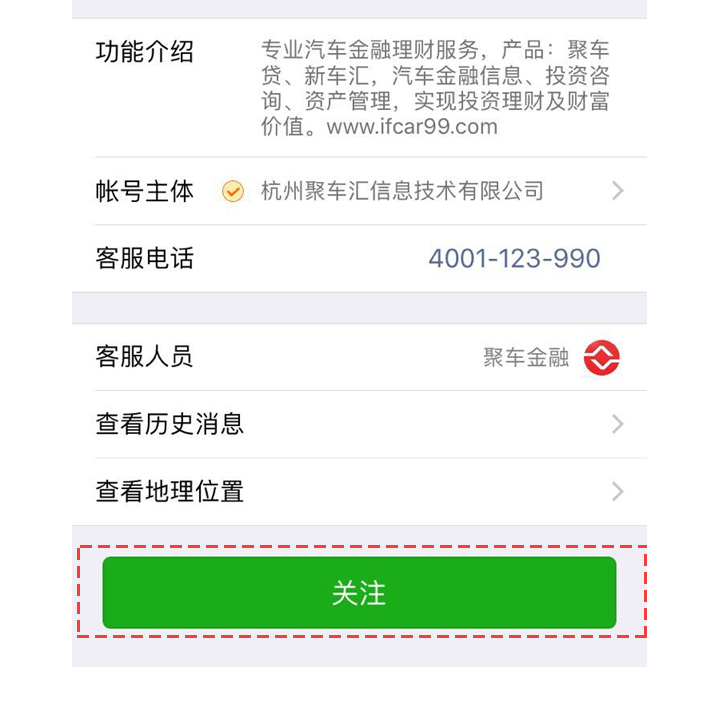 功能介绍
专业汽车金融理财服务，产品：聚车
贷、新车汇，汽车金融信息、投资咨
询、资产管理，实现投资理财及财富
价值。www.ifcar99.com
帐号主体 杭州聚车汇信息技术有限公司
客服电话 4001-123-990
客服人员 聚车金融
查看历史消息
查看地理位置
关注